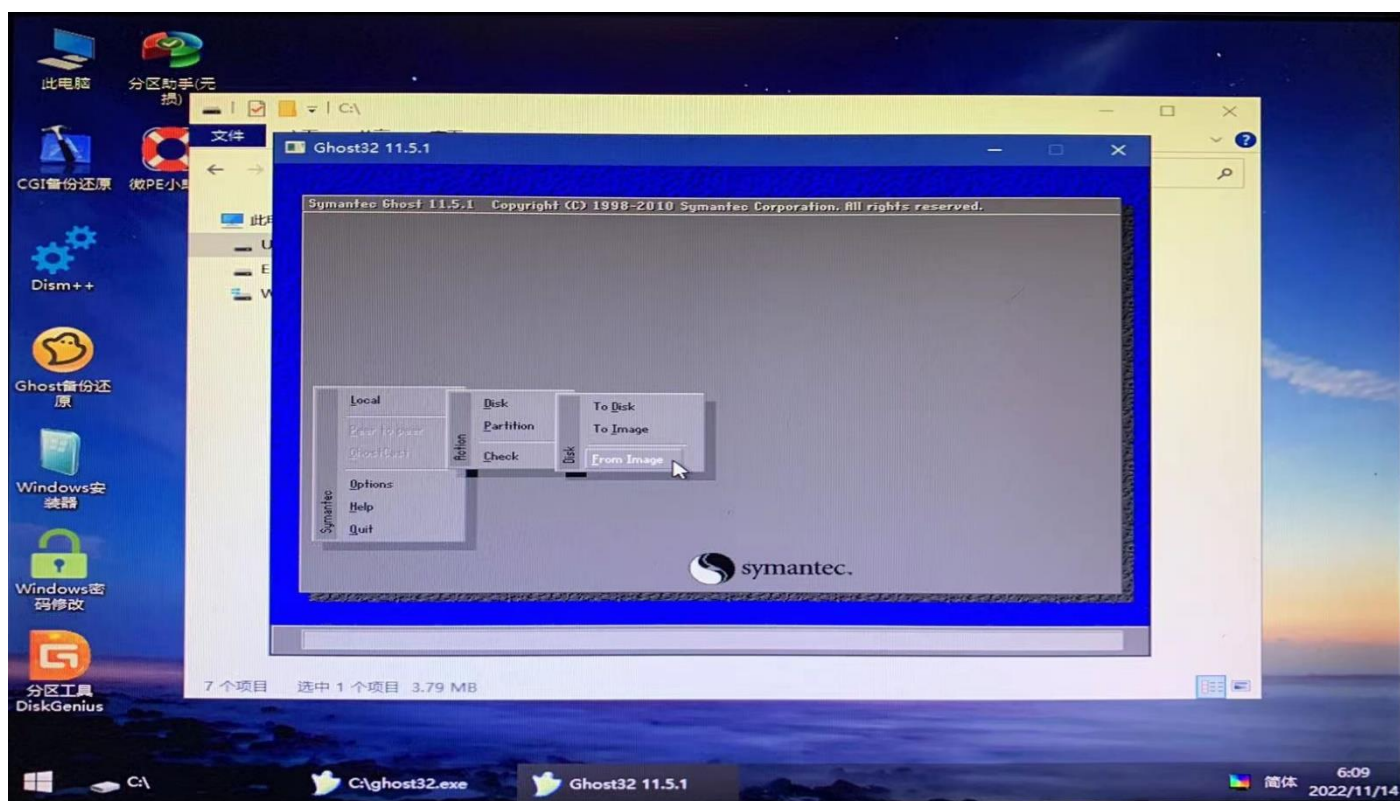 此电脑
分区助手(无
损)
CGI备份还原
微PE小
Dism++
Ghost备份还
原
Windows安
装器
Windows密
码修改
分区工具
DiskGenius
C:\
文件
Ghost32 11.5.1
Symantec Ghost 11.5.1 Copyright (C) 1998-2010 Symantec Corporation. All rights reserved.
Local
Peer to peer
GhostCast
Options
Help
Quit
Symantec
Disk
Partition
Check
Action
To Disk
To Image
From Image
Disk
symantec.
7 个项目 选中 1 个项目 3.79 MB
C:\
C:\ghost32.exe
Ghost32 11.5.1
简体
6:09
2022/11/14